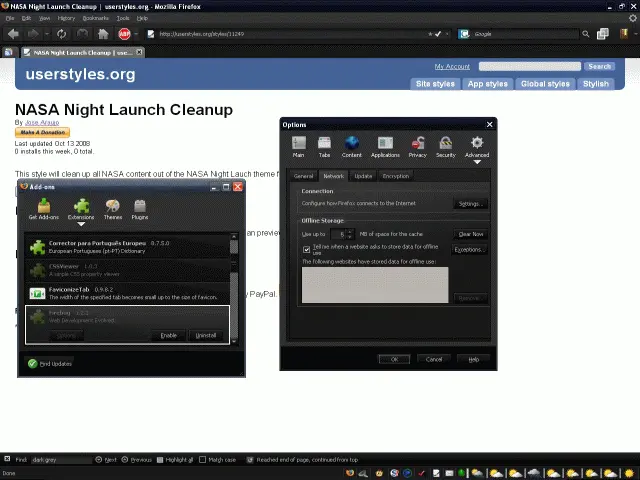 NASA Night Launch Cleanup | userstyles.org - Mozilla Firefox
File Edit View History Bookmarks Tools Help
http://userstyles.org/styles/11249
Google
NASA Night Launch Cleanup | use...
userstyles.org
My Account
Search
Site styles App styles Global styles Stylish
NASA Night Launch Cleanup
By Jose Araujo
Make A Donation
Last updated Oct 13 2008
0 installs this week, 0 total.
This style will clean up all NASA content out of the NASA Night Lauch theme f
an preview
y PayPal.
Add-ons
Get Add-ons Extensions Themes Plugins
Corrector para Português Europeu 0.7.5.0
European Portuguese (pt-PT) Dictionary
CSSViewer 1.0.3
A simple CSS property viewer
FaviconizeTab 0.9.8.2
The width of the specified tab becomes small up to the size of favicon.
Firebug
Web Development Evolved.
Enable Uninstall
Find Updates
Options
Main Tabs Content Applications Privacy Security Advanced
General Network Update Encryption
Connection
Configure how Firefox connects to the Internet
Settings...
Offline Storage
Use up to 5 MB of space for the cache
Clear Now
Tell me when a website asks to store data for offline use
Exceptions...
The following websites have stored data for offline use:
Remove...
OK Cancel Help
Find: dark grey Next Previous Highlight all Match case Reached end of page, continued from top
Done